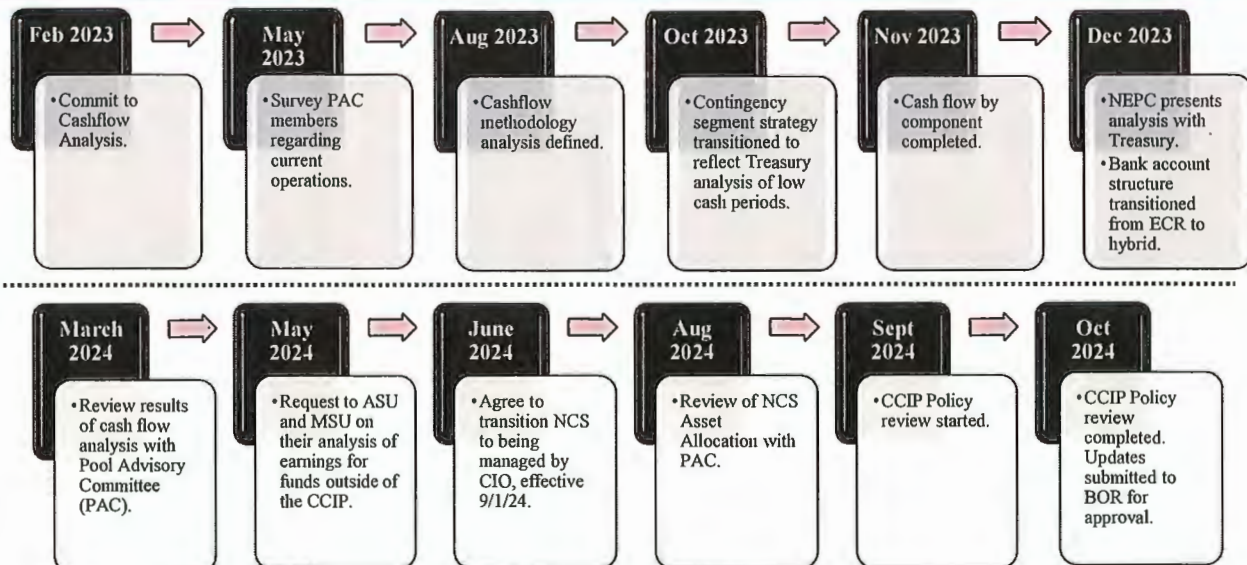 Feb 2023
•Commit to
Cashflow
Analysis.
May
2023
•Survey PAC
members
regarding
current
operations.
Aug 2023
•Cashflow
methodology
analysis defined.
Oct 2023
•Contingency
segment strategy
transitioned to
reflect Treasury
analysis of low
cash periods.
Nov 2023
•Cash flow by
component
completed.
Dec 2023
•NEPC presents
analysis with
Treasury.
•Bank account
structure
transitioned
from ECR to
hybrid.
March
2024
•Review results
of cash flow
analysis with
Pool Advisory
Committee
(PAC).
May
2024
•Request to ASU
and MSU on
their analysis of
earnings for
funds outside of
the CCIP.
June
2024
•Agree to
transition NCS
to being
managed by
CIO, effective
9/1/24.
Aug
2024
•Review of NCS
Asset
Allocation with
PAC.
Sept
2024
•CCIP Policy
review started.
Oct
2024
•CCIP Policy
review
completed.
Updates
submitted to
BOR for
approval.